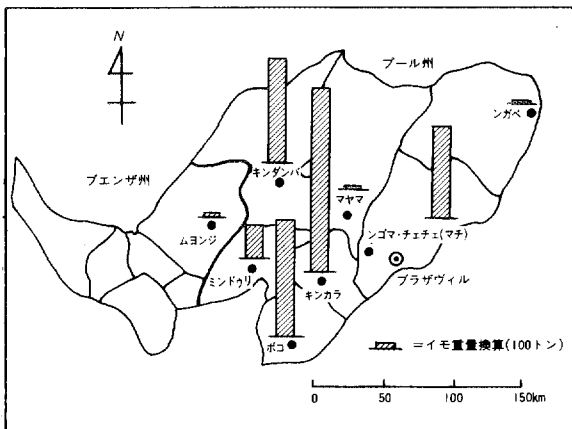 N
プール州
ンガベ
キンダンバ
ブエンザ州
マヤマ
ムヨンジ
ンゴマ・チェチェ(マチ)
ミンドゥリ
キンカラ
ブラザヴィル
ボコ
=イモ重量換算(100トン)
0 50 100 150km